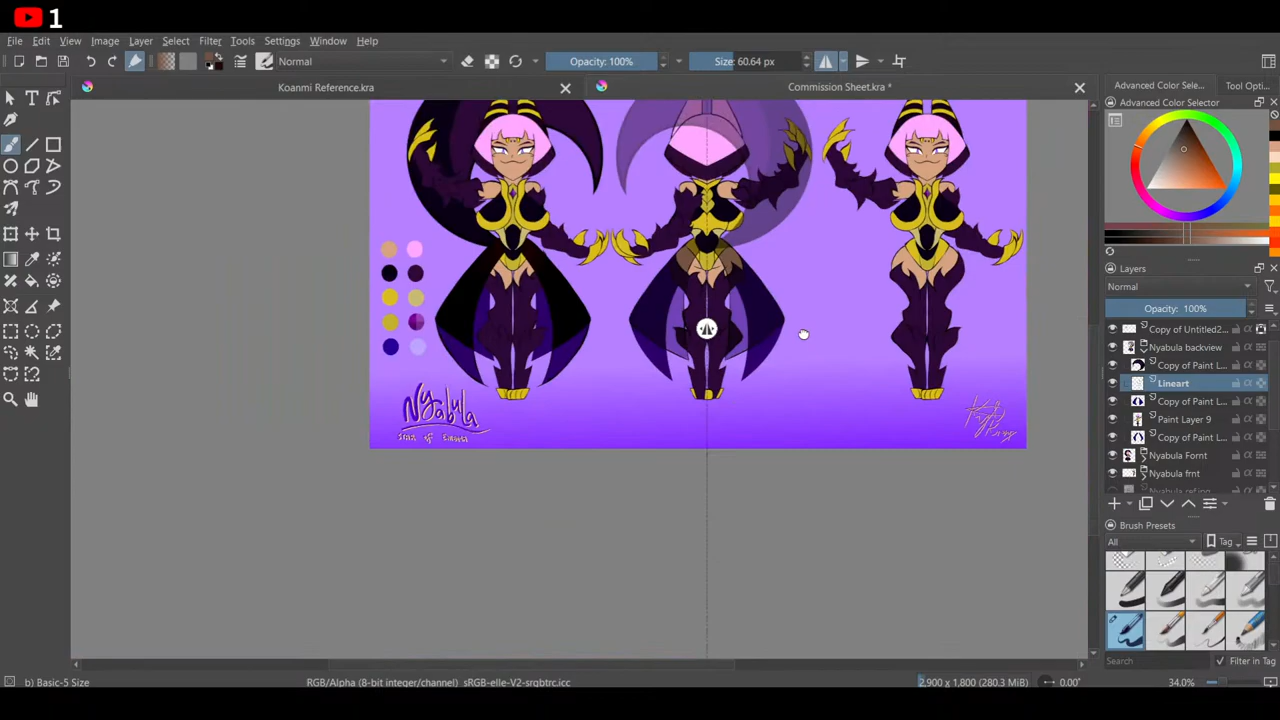 1
File Edit View Image Layer Select Filter Tools Settings Window Help
Normal
Opacity: 100%
Size: 60.64 px
Koanmi Reference.kra
Commission Sheet.kra *
Advanced Color Sele...
Tool Opti...
Advanced Color Selector
Layers
Normal
Opacity: 100%
Copy of Untitled2...
Nyabula backview
Copy of Paint L...
Lineart
Copy of Paint L...
Paint Layer 9
Copy of Paint L...
Nyabula Fornt
Nyabula frnt
Nyabula ref.png
Brush Presets
All
Tag
Search
Filter in Tag
Nyabula
b) Basic-5 Size
RGB/Alpha (8-bit integer/channel) sRGB-elle-V2-srgbtrc.icc
2,900 x 1,800 (280.3 MiB)
0.00°
34.0%